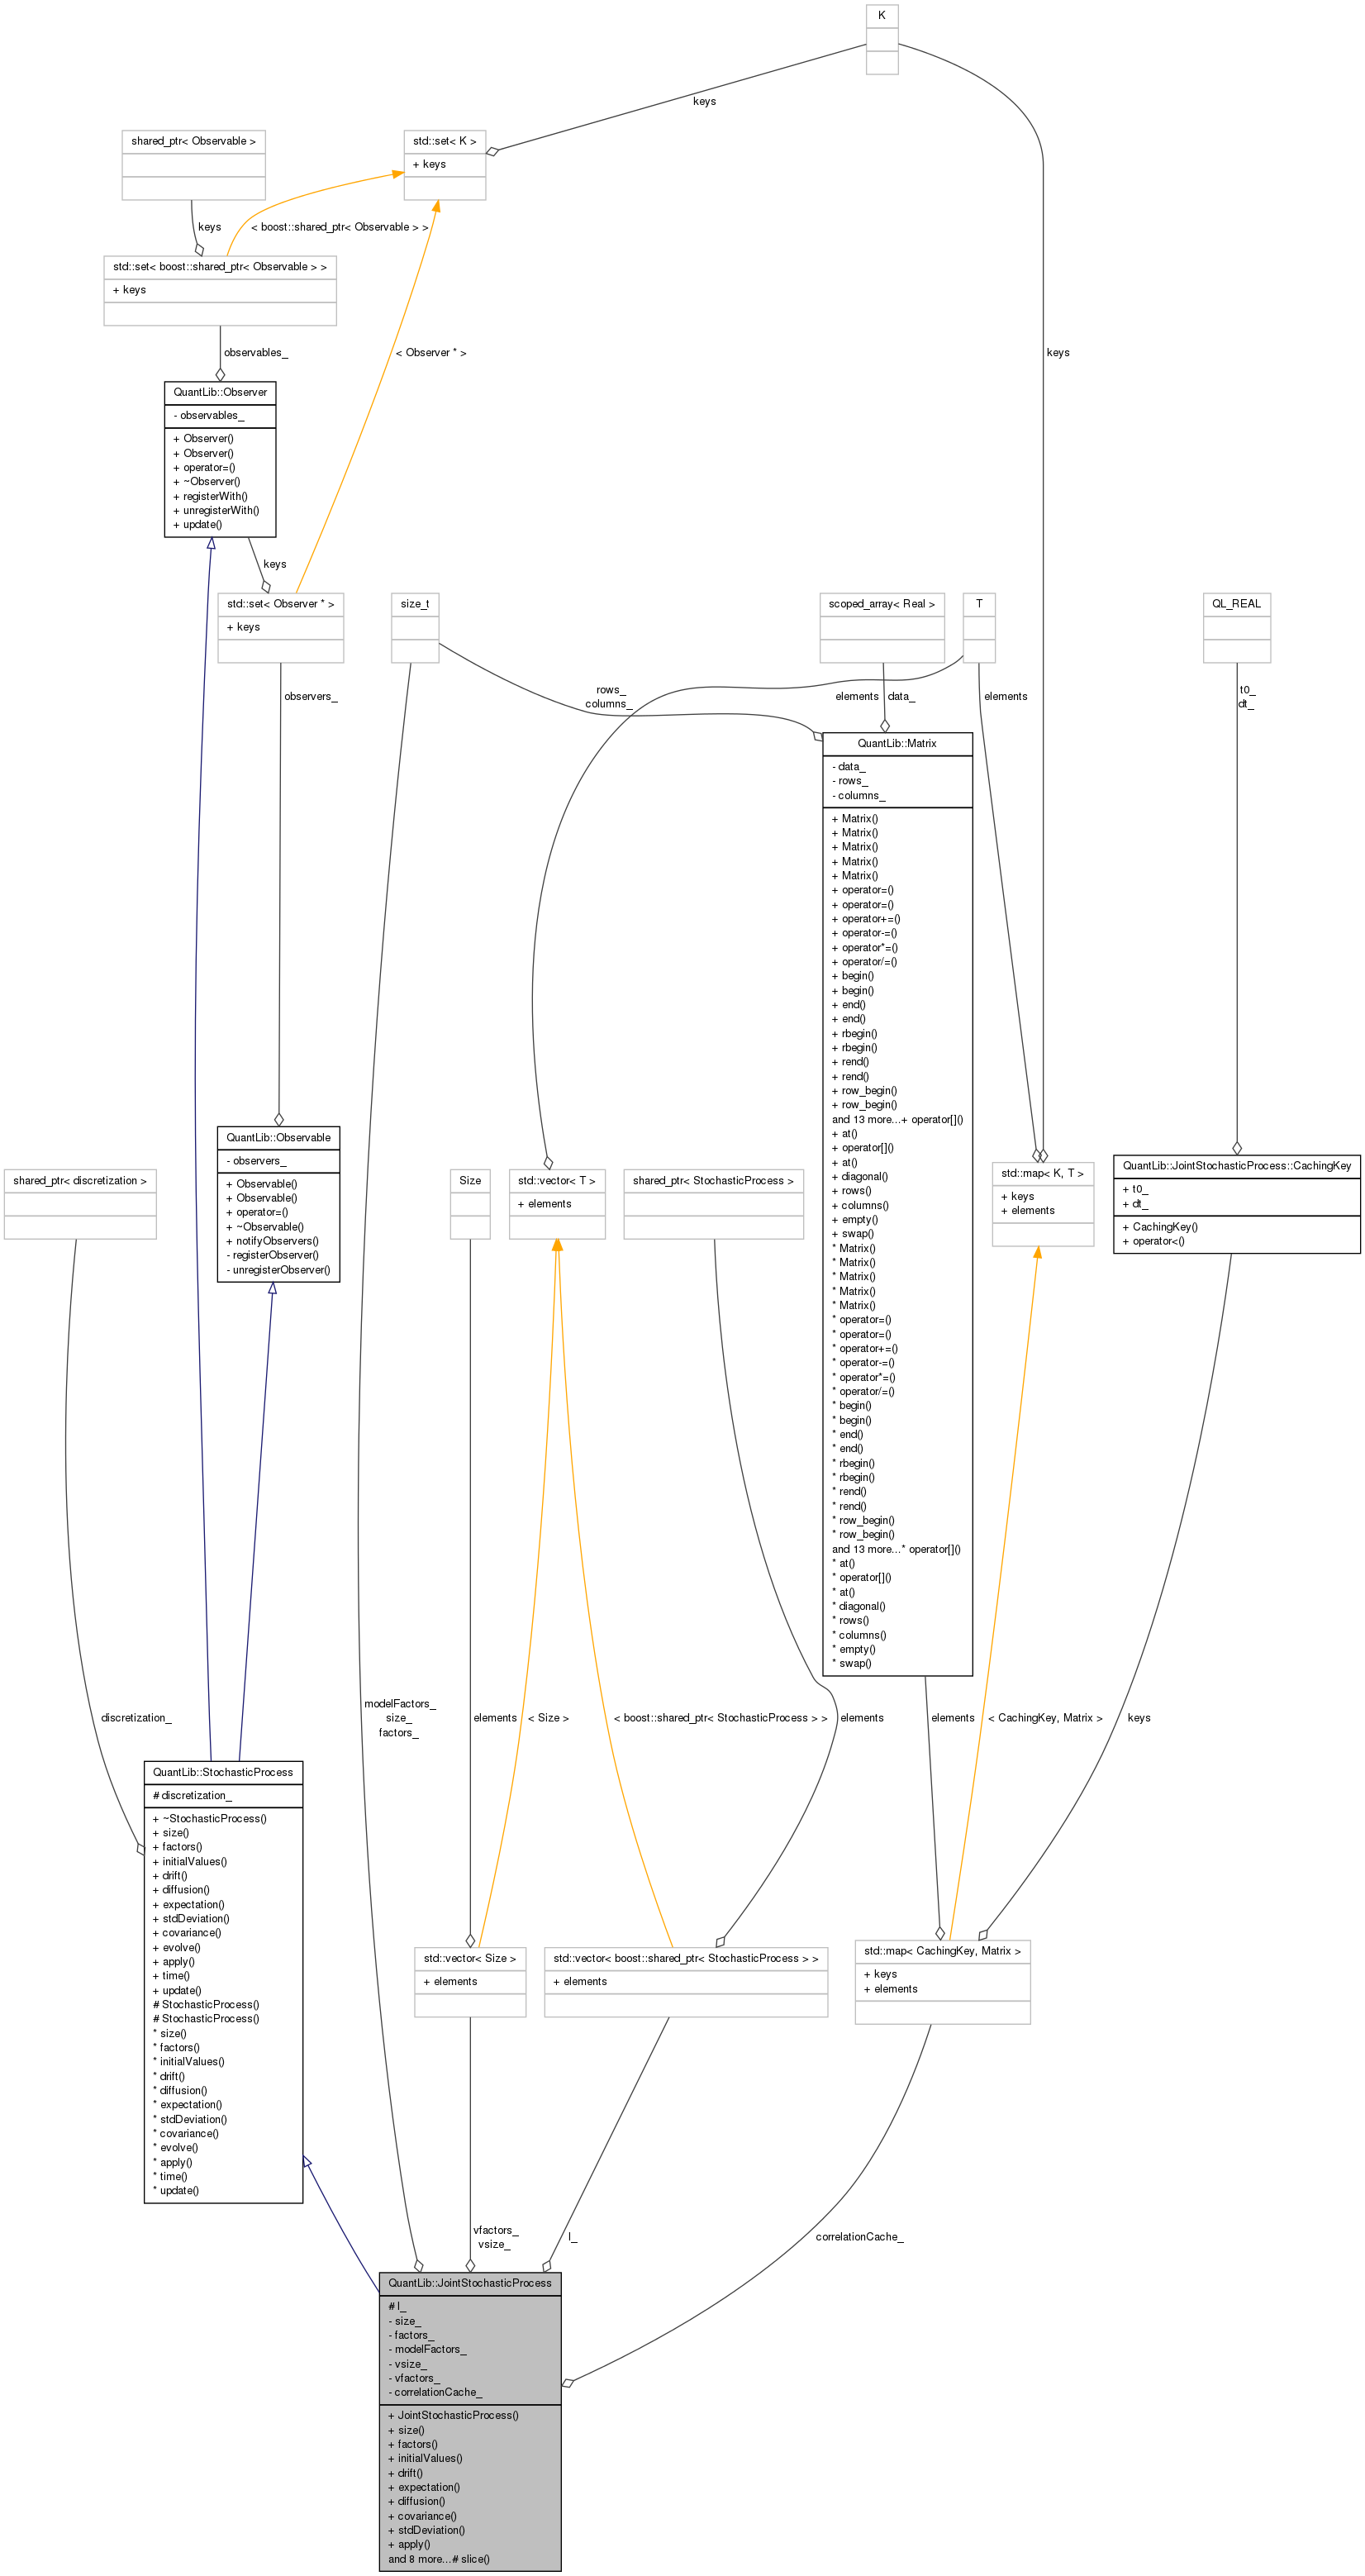 K
keys
shared_ptr< Observable >
std::set< K >
+ keys
keys
< boost::shared_ptr< Observable > >
std::set< boost::shared_ptr< Observable > >
+ keys
observables_
< Observer * >
keys
QuantLib::Observer
- observables_
+ Observer()
+ Observer()
+ operator=()
+ ~Observer()
+ registerWith()
+ unregisterWith()
+ update()
keys
std::set< Observer * >
+ keys
size_t
scoped_array< Real >
T
QL_REAL
observers_
rows_
columns_
elements
data_
elements
t0_
dt_
QuantLib::Matrix
- data_
- rows_
- columns_
+ Matrix()
+ Matrix()
+ Matrix()
+ Matrix()
+ Matrix()
+ operator=()
+ operator=()
+ operator+=()
+ operator-=()
+ operator*=()
+ operator/=()
+ begin()
+ begin()
+ end()
+ end()
+ rbegin()
+ rbegin()
+ rend()
+ rend()
+ row_begin()
+ row_begin()
and 13 more...+ operator[]()
+ at()
+ operator[]()
+ at()
+ diagonal()
+ rows()
+ columns()
+ empty()
+ swap()
* Matrix()
* Matrix()
* Matrix()
* Matrix()
* Matrix()
* operator=()
* operator=()
* operator+=()
* operator-=()
* operator*=()
* operator/=()
* begin()
* begin()
* end()
* end()
* rbegin()
* rbegin()
* rend()
* rend()
* row_begin()
* row_begin()
and 13 more...* operator[]()
* at()
* operator[]()
* at()
* diagonal()
* rows()
* columns()
* empty()
* swap()
QuantLib::Observable
- observers_
+ Observable()
+ Observable()
+ operator=()
+ ~Observable()
+ notifyObservers()
- registerObserver()
- unregisterObserver()
shared_ptr< discretization >
Size
std::vector< T >
+ elements
shared_ptr< StochasticProcess >
std::map< K, T >
+ keys
+ elements
QuantLib::JointStochasticProcess::CachingKey
+ t0_
+ dt_
+ CachingKey()
+ operator<()
discretization_
modelFactors_
size_
factors_
elements
< Size >
< boost::shared_ptr< StochasticProcess > >
elements
elements
< CachingKey, Matrix >
keys
QuantLib::StochasticProcess
# discretization_
+ ~StochasticProcess()
+ size()
+ factors()
+ initialValues()
+ drift()
+ diffusion()
+ expectation()
+ stdDeviation()
+ covariance()
+ evolve()
+ apply()
+ time()
+ update()
# StochasticProcess()
# StochasticProcess()
* size()
* factors()
* initialValues()
* drift()
* diffusion()
* expectation()
* stdDeviation()
* covariance()
* evolve()
* apply()
* time()
* update()
std::vector< Size >
+ elements
std::vector< boost::shared_ptr< StochasticProcess > >
+ elements
std::map< CachingKey, Matrix >
+ keys
+ elements
vfactors_
vsize_
l_
correlationCache_
QuantLib::JointStochasticProcess
# l_
- size_
- factors_
- modelFactors_
- vsize_
- vfactors_
- correlationCache_
+ JointStochasticProcess()
+ size()
+ factors()
+ initialValues()
+ drift()
+ expectation()
+ diffusion()
+ covariance()
+ stdDeviation()
+ apply()
and 8 more...# slice()